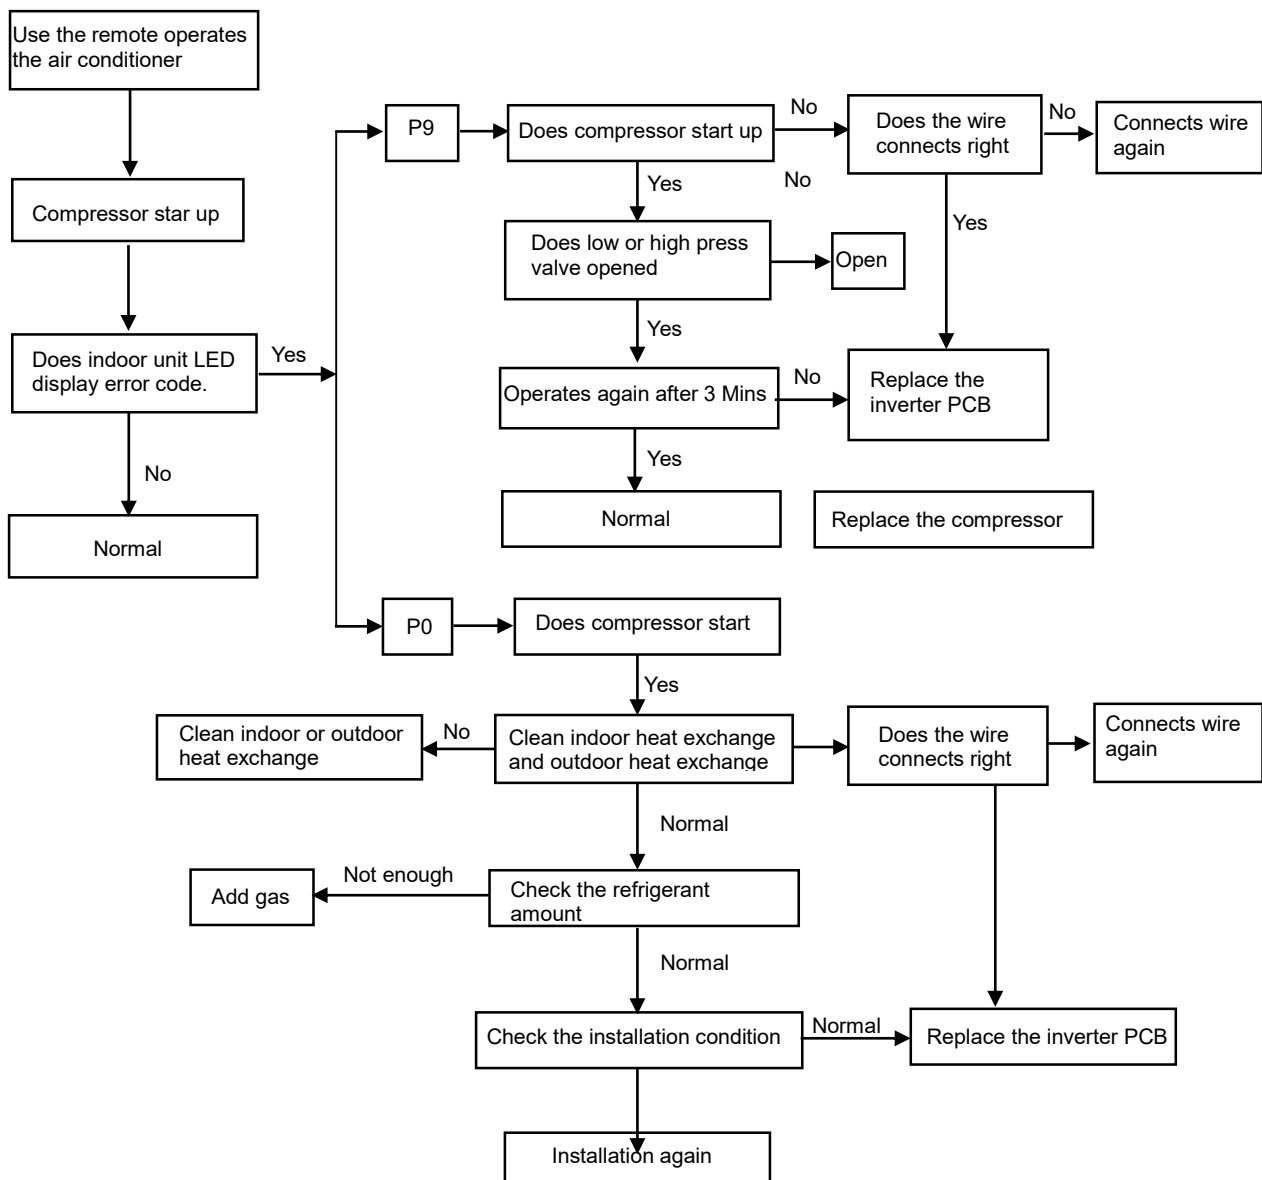 Use the remote operates
the air conditioner
Compressor star up
Does indoor unit LED
display error code.
Yes
No
Normal
P9
Does compressor start up
No
Does the wire
connects right
No
Connects wire
again
Yes
No
Yes
Does low or high press
valve opened
Open
Yes
Operates again after 3 Mins
No
Replace the
inverter PCB
Yes
Normal
Replace the compressor
P0
Does compressor start
Yes
Clean indoor or outdoor
heat exchange
No
Clean indoor heat exchange
and outdoor heat exchange
Does the wire
connects right
Connects wire
again
Normal
Add gas
Not enough
Check the refrigerant
amount
Normal
Check the installation condition
Normal
Replace the inverter PCB
Installation again